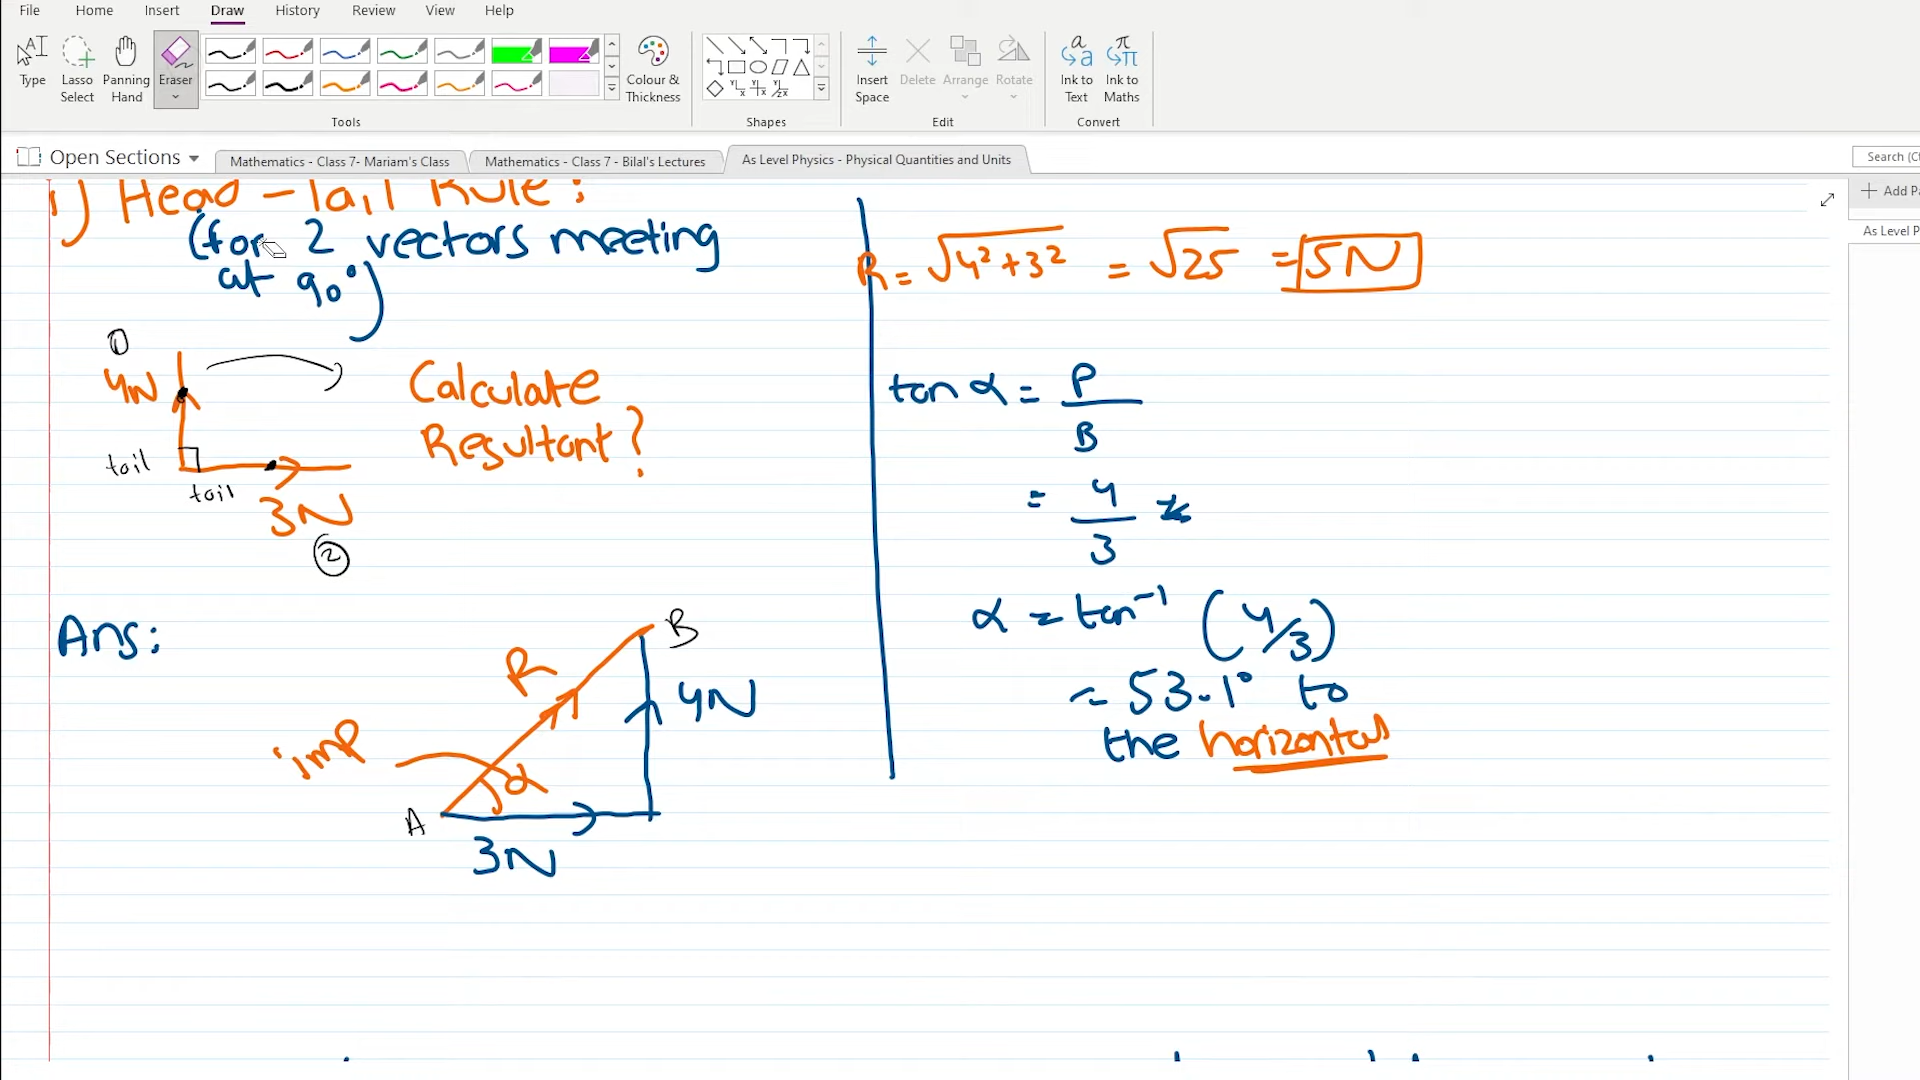 File Home Insert Draw History Review View Help
Type
Lasso Select
Panning Hand
Eraser
Tools
Colour & Thickness
Shapes
Insert Space
Delete
Arrange
Rotate
Edit
Ink to Text
Ink to Maths
Convert
Open Sections
Mathematics - Class 7- Mariam's Class
Mathematics - Class 7 - Bilal's Lectures
As Level Physics - Physical Quantities and Units
Search (Ct
Add Pa
As Level P
i) Head - Tail Rule :
(for 2 vectors meeting
at 90°)
①
4N
tail
tail
3N
②
Calculate
Resultant?
Ans:
R
B
4N
imp
α
A
3N
R = √4²+3² = √25 = 5N
tan α = P
B
= 4
3
α = tan⁻¹ (4/3)
= 53.1° to
the horizontal